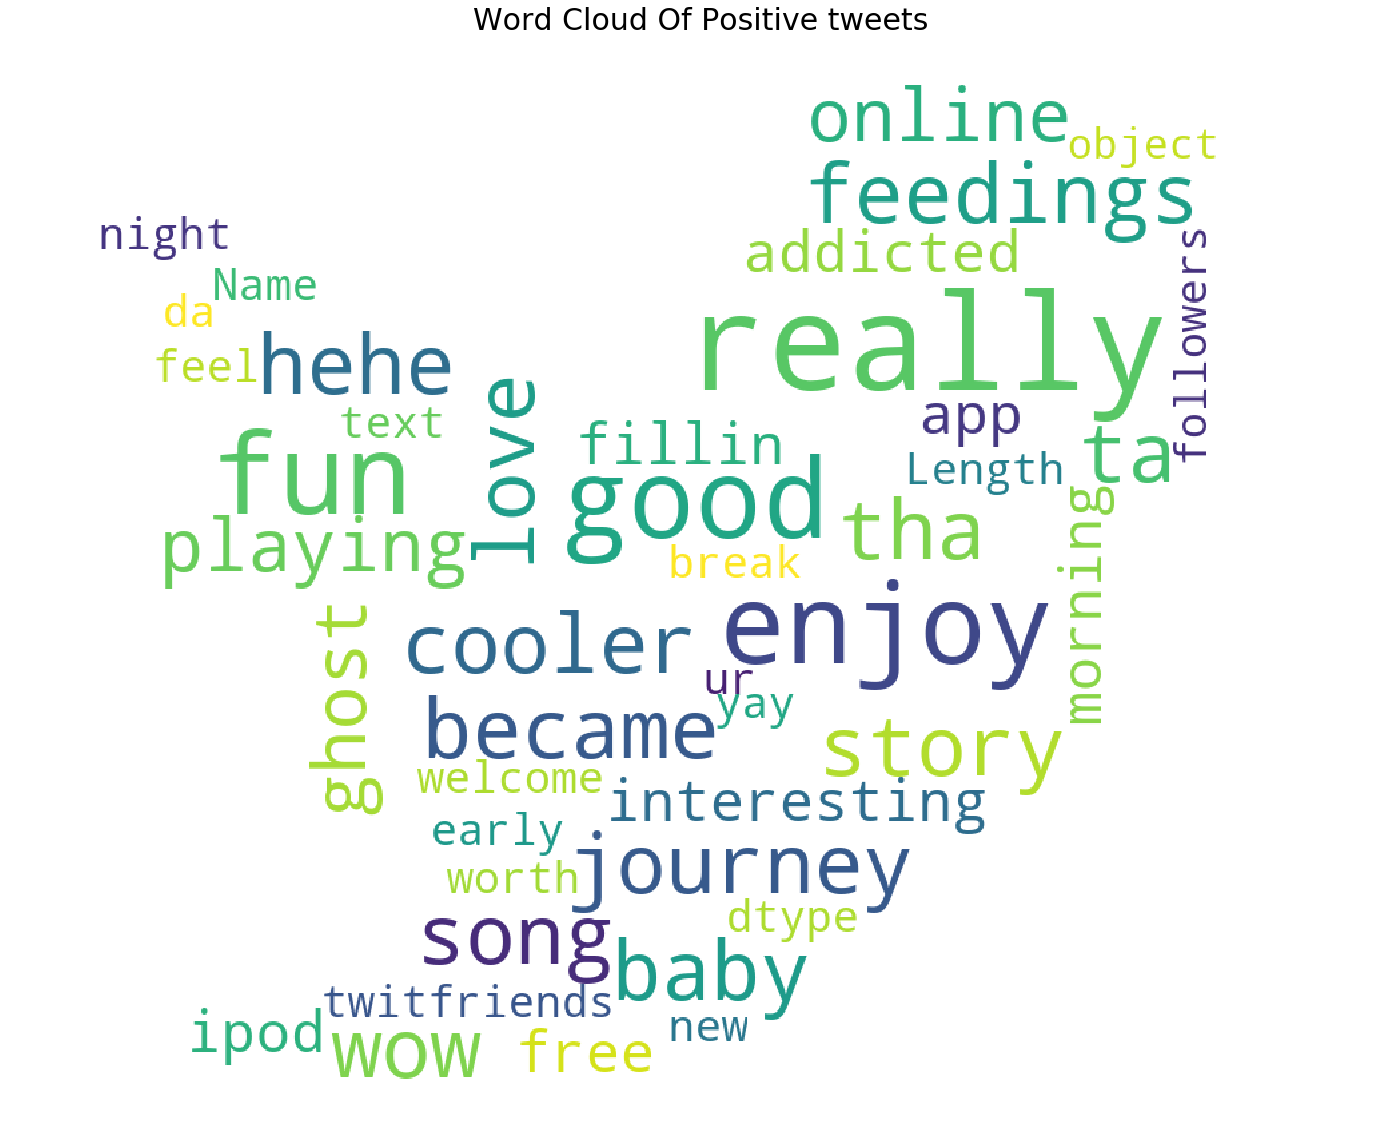 Word Cloud Of Positive tweets
online
object
feedings
night
followers
addicted
Name
da
really
hehe
feel
love
app
text
fillin
ta
fun
Length
good
tha
playing
break
morning
enjoy
ghost
cooler
ur
yay
became
story
welcome
interesting
early
journey
worth
dtype
song
baby
twitfriends
new
ipod
wow
free